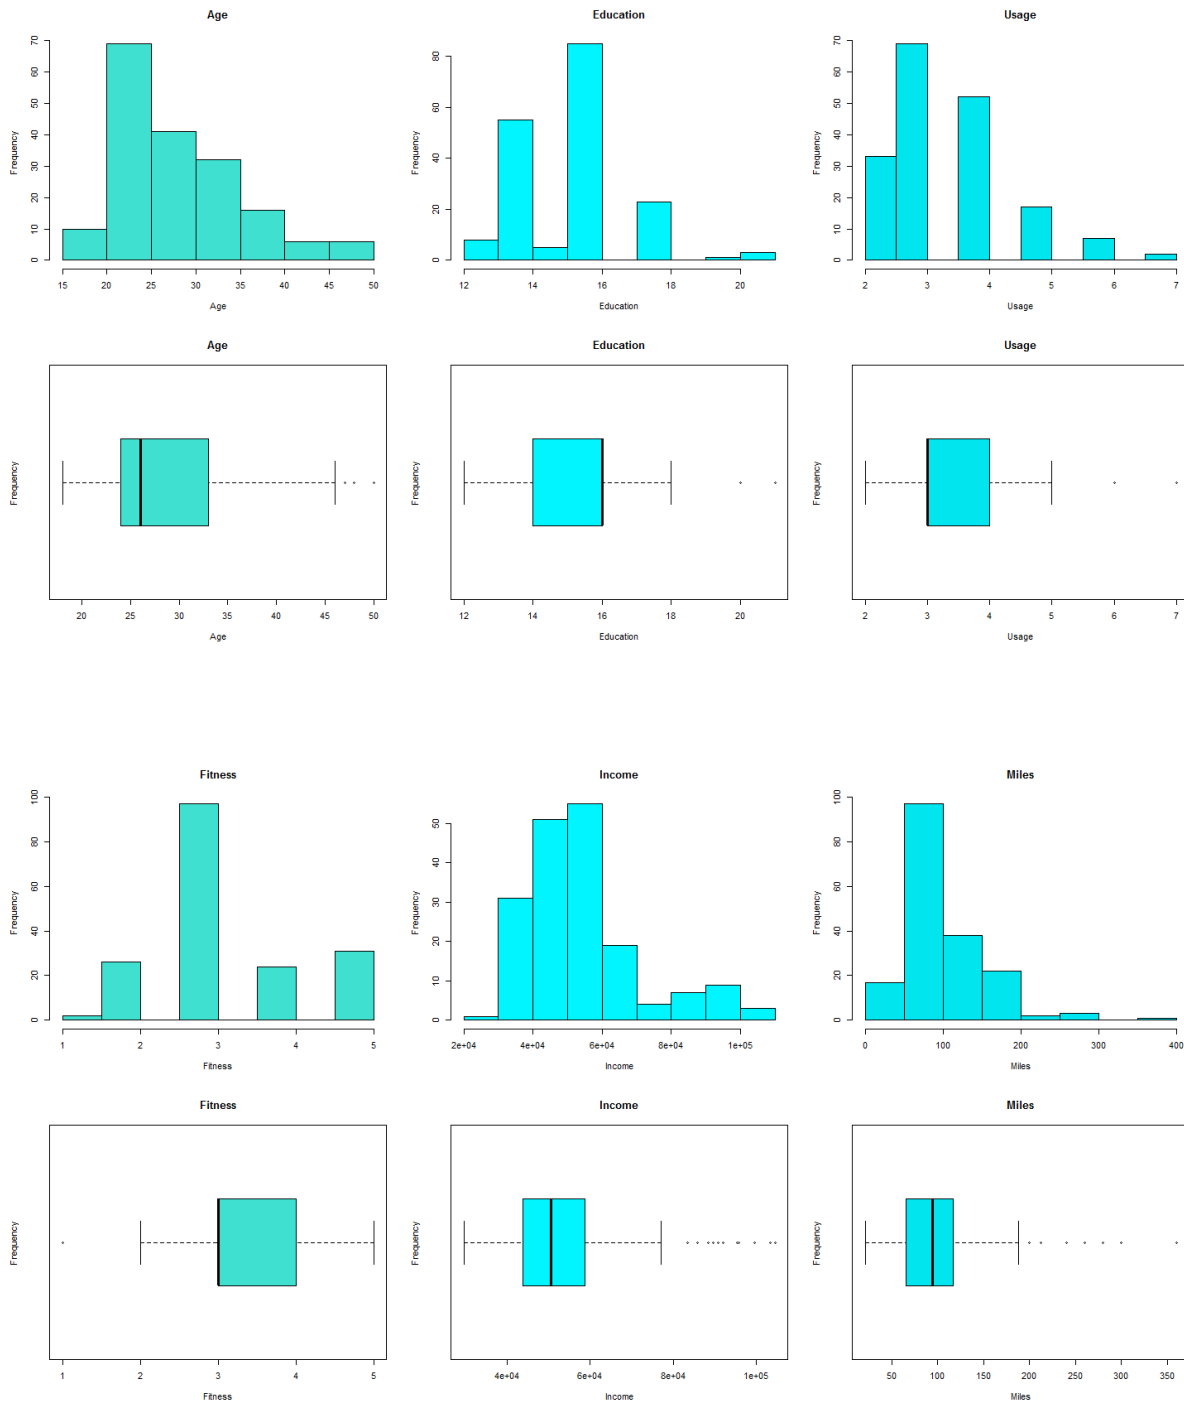 Age
Education
Usage
Frequency
0 10 20 30 40 50 60 70
15 20 25 30 35 40 45 50
Age
Frequency
0 20 40 60 80
12 14 16 18 20
Education
Frequency
0 10 20 30 40 50 60 70
2 3 4 5 6 7
Usage
Age
Education
Usage
Frequency
20 25 30 35 40 45 50
Age
Frequency
12 14 16 18 20
Education
Frequency
2 3 4 5 6 7
Usage
Fitness
Income
Miles
Frequency
0 20 40 60 80 100
1 2 3 4 5
Fitness
Frequency
0 10 20 30 40 50
2e+04 4e+04 6e+04 8e+04 1e+05
Income
Frequency
0 20 40 60 80 100
0 100 200 300 400
Miles
Fitness
Income
Miles
Frequency
1 2 3 4 5
Fitness
Frequency
4e+04 6e+04 8e+04 1e+05
Income
Frequency
50 100 150 200 250 300 350
Miles